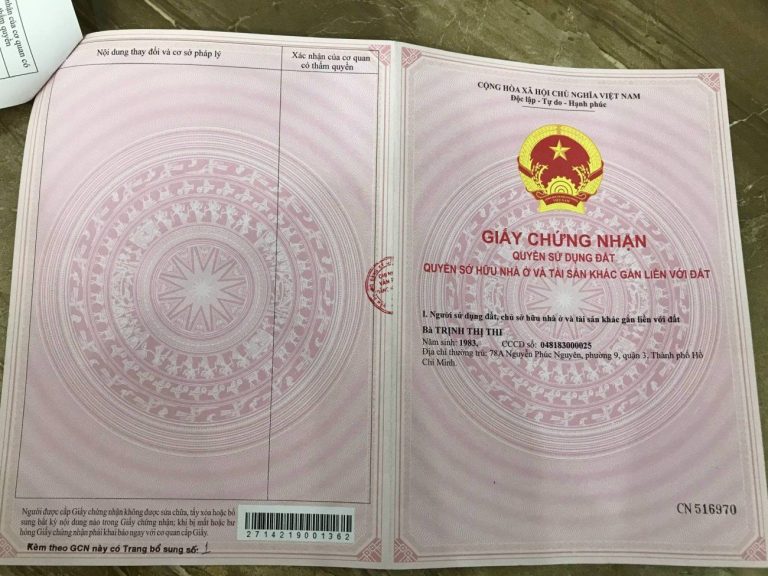 Nội dung thay đổi và cơ sở pháp lý
Xác nhận của cơ quan
có thẩm quyền
Người được cấp Giấy chứng nhận không được sửa chữa, tẩy xóa hoặc bổ
sung bất kỳ nội dung nào trong Giấy chứng nhận; khi bị mất hoặc hư
hỏng Giấy chứng nhận phải khai báo ngay với cơ quan cấp Giấy.
2714219001362
Kèm theo GCN này có Trang bổ sung số: 1
CỘNG HÒA XÃ HỘI CHỦ NGHĨA VIỆT NAM
Độc lập - Tự do - Hạnh phúc
GIẤY CHỨNG NHẬN
QUYỀN SỬ DỤNG ĐẤT
QUYỀN SỞ HỮU NHÀ Ở VÀ TÀI SẢN KHÁC GẮN LIỀN VỚI ĐẤT
I. Người sử dụng đất, chủ sở hữu nhà ở và tài sản khác gắn liền với đất
Bà TRỊNH THỊ THI
Năm sinh: 1983, CCCD số: 048183000025
Địa chỉ thường trú: 78A Nguyễn Phúc Nguyên, phường 9, quận 3, Thành phố Hồ
Chí Minh.
CN 516970